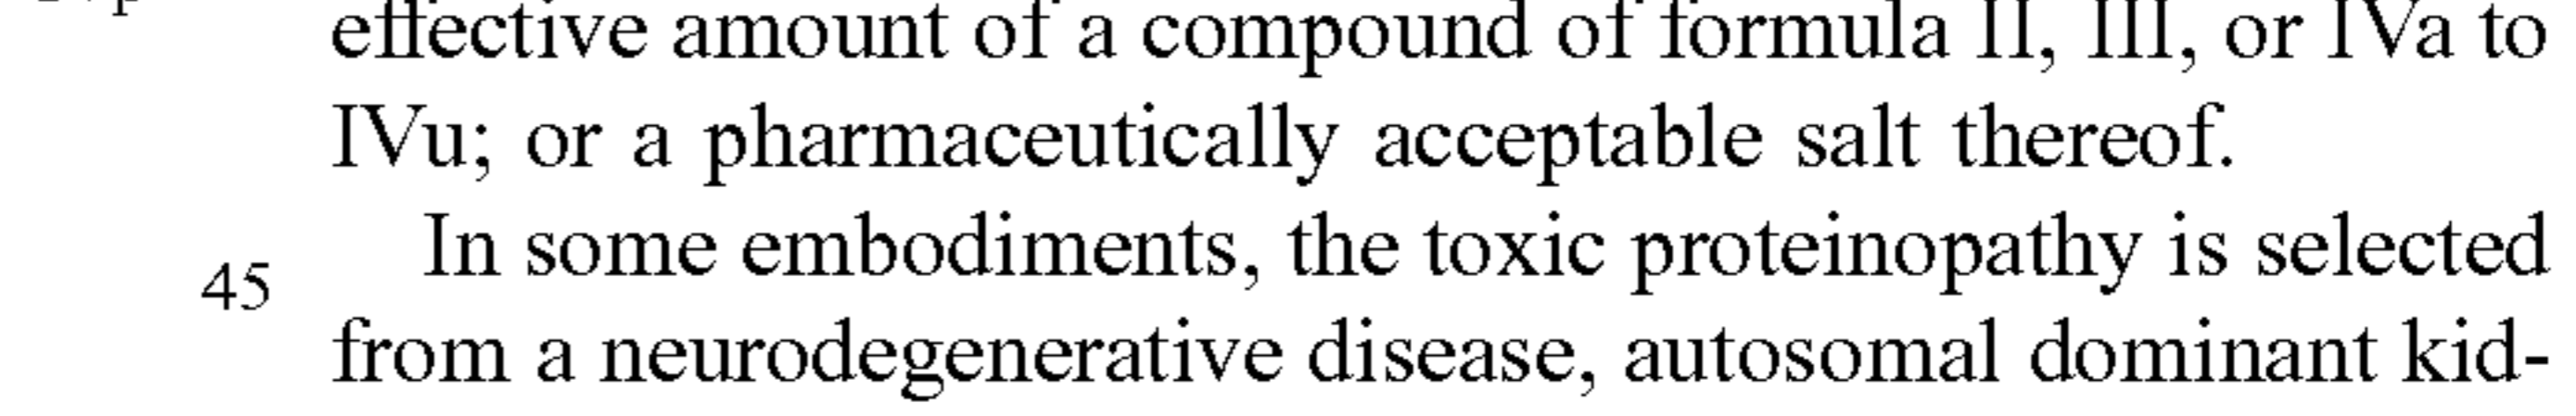 effective amount of a compound of formula II, III, or IVa to
IVu; or a pharmaceutically acceptable salt thereof.
In some embodiments, the toxic proteinopathy is selected
45
from a neurodegenerative disease, autosomal dominant kid-